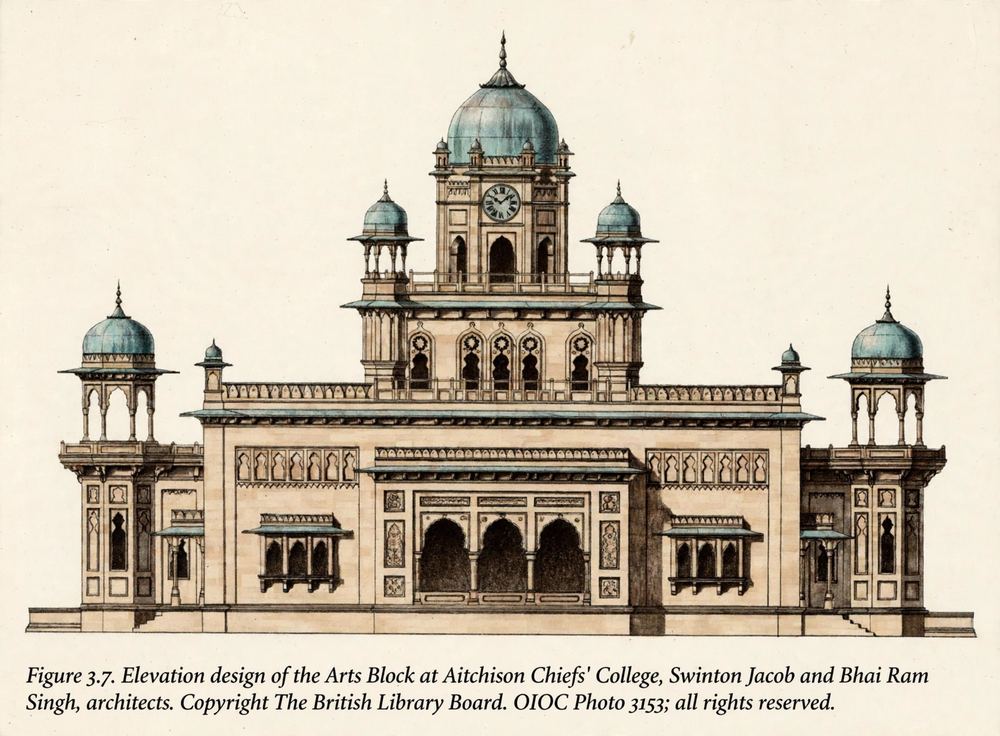 Figure 3.7. Elevation design of the Arts Block at Aitchison Chiefs' College, Swinton Jacob and Bhai Ram
Singh, architects. Copyright The British Library Board. OIOC Photo 3153; all rights reserved.